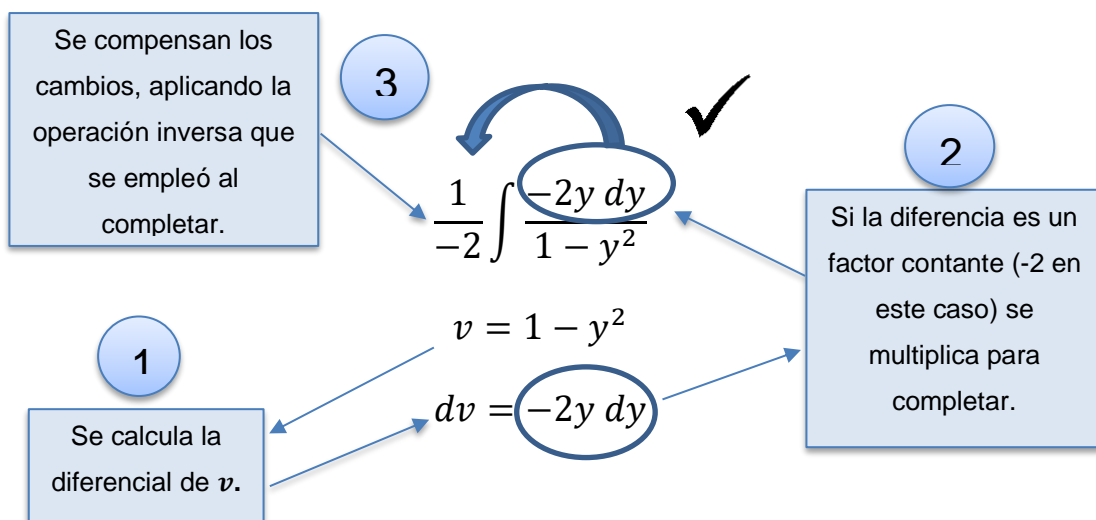 Se compensan los
cambios, aplicando la
operación inversa que
se empleó al
completar.
3
2
1/-2 ∫ -2y dy / 1 − y²
v = 1 − y²
dv = -2y dy
Si la diferencia es un
factor contante (-2 en
este caso) se
multiplica para
completar.
1
Se calcula la
diferencial de v.